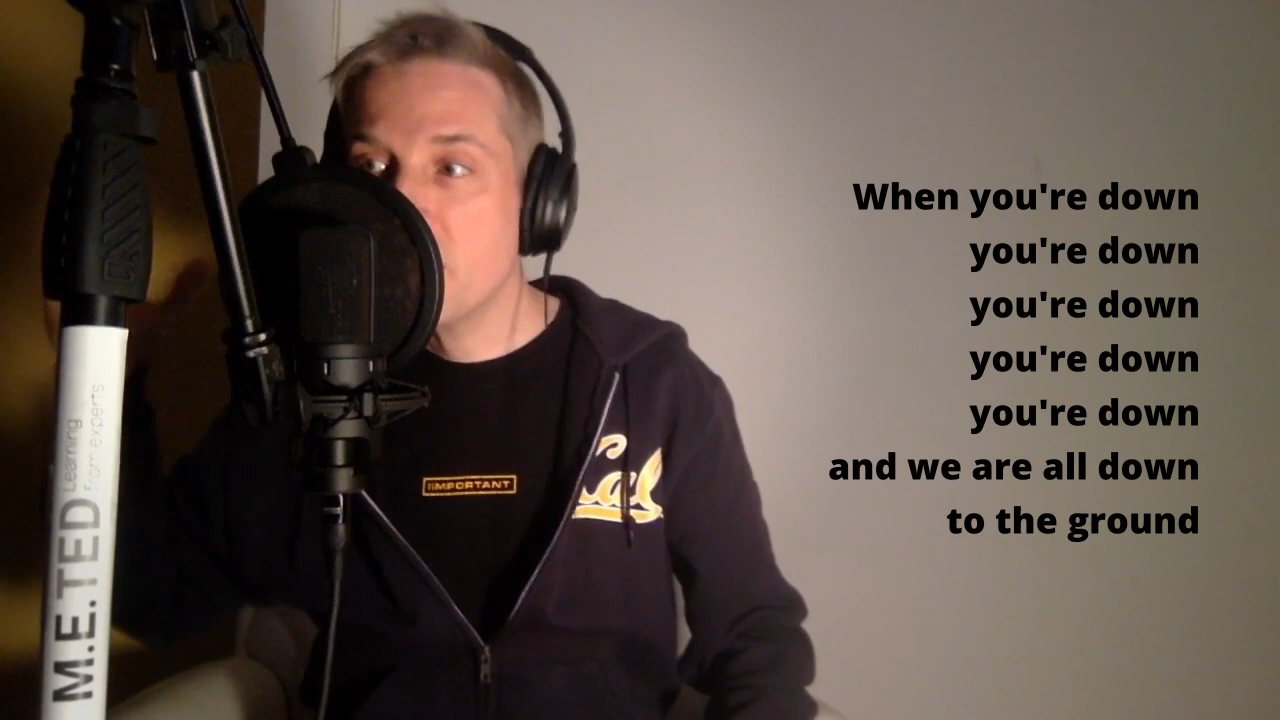 When you're down
you're down
you're down
you're down
you're down
and we are all down
to the ground
!IMPORTANT
Cal
M.E.TED Learning
from experts